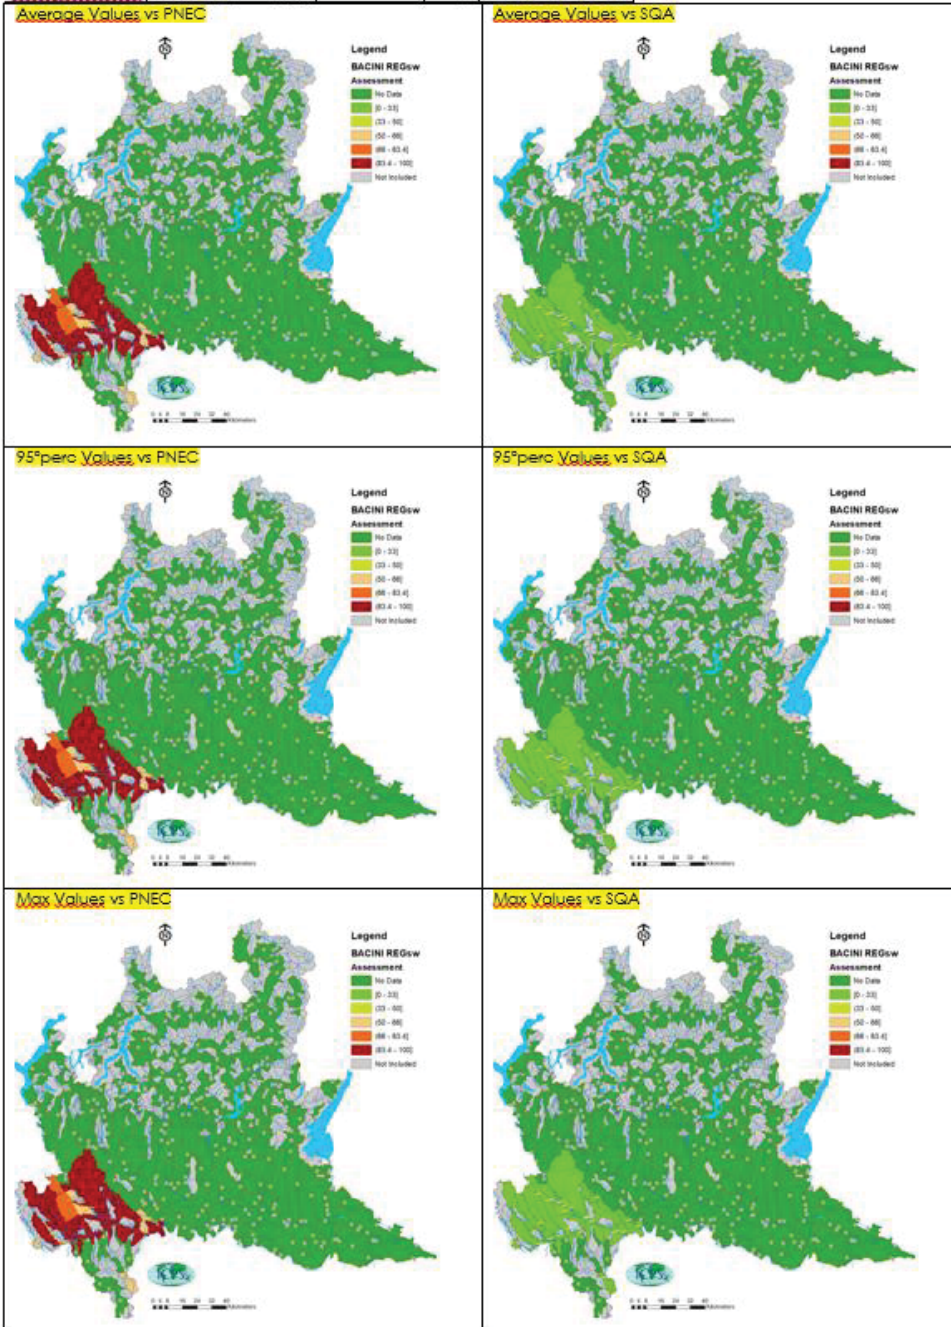 Average Values vs PNEC
N
Legend
BACINI REGsw
Assessment
No Data
[0 - 33]
(33 - 50]
(50 - 66]
(66 - 83.4]
(83.4 - 100]
Not Included
Average Values vs SQA
N
Legend
BACINI REGsw
Assessment
No Data
[0 - 33]
(33 - 50]
(50 - 66]
(66 - 83.4]
(83.4 - 100]
Not Included
95°perc Values vs PNEC
N
Legend
BACINI REGsw
Assessment
No Data
[0 - 33]
(33 - 50]
(50 - 66]
(66 - 83.4]
(83.4 - 100]
Not Included
95°perc Values vs SQA
N
Legend
BACINI REGsw
Assessment
No Data
[0 - 33]
(33 - 50]
(50 - 66]
(66 - 83.4]
(83.4 - 100]
Not Included
Max Values vs PNEC
N
Legend
BACINI REGsw
Assessment
No Data
[0 - 33]
(33 - 50]
(50 - 66]
(66 - 83.4]
(83.4 - 100]
Not Included
Max Values vs SQA
N
Legend
BACINI REGsw
Assessment
No Data
[0 - 33]
(33 - 50]
(50 - 66]
(66 - 83.4]
(83.4 - 100]
Not Included